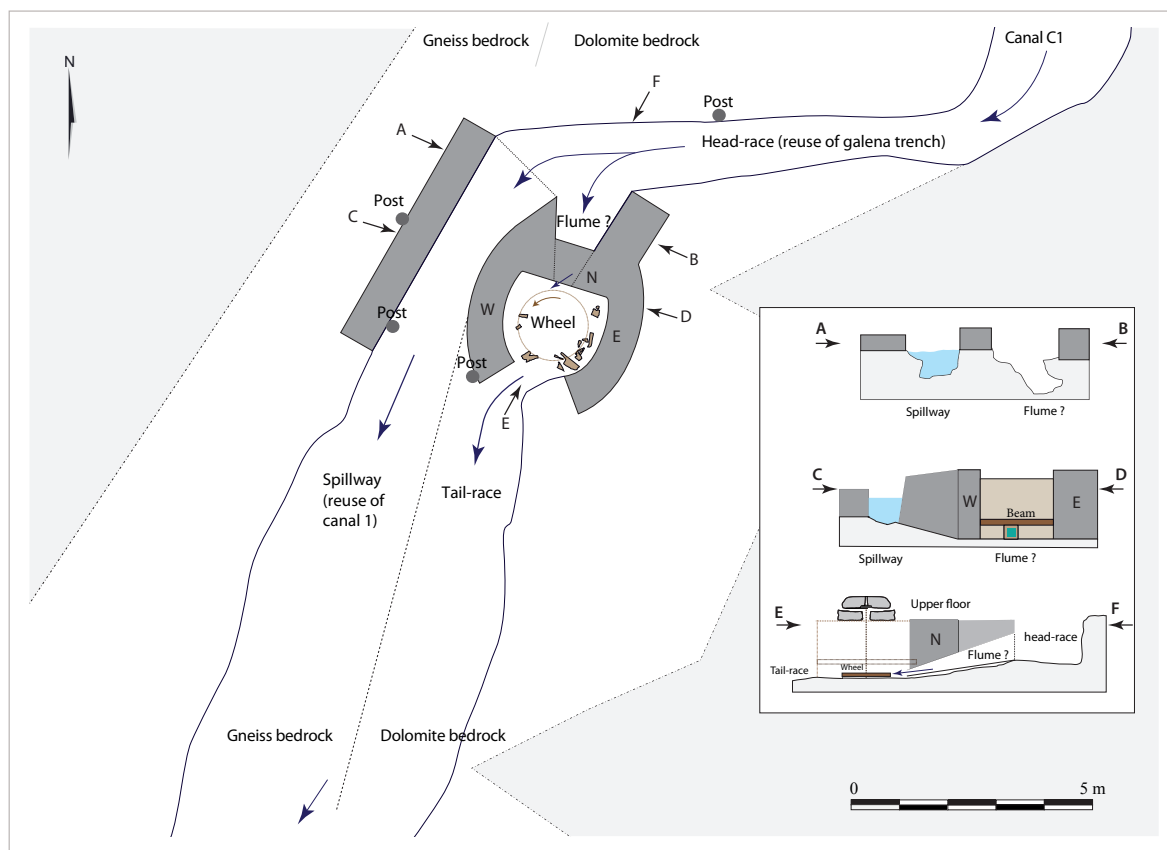 Gneiss bedrock
Dolomite bedrock
Canal C1
N
F
Post
A
Head-race (reuse of galena trench)
Post
C
Flume ?
B
N
W
D
Post
Wheel
E
Post
E
Spillway
(reuse of
canal 1)
Tail-race
Gneiss bedrock
Dolomite bedrock
A
B
Spillway
Flume ?
C
D
W
E
Beam
Spillway
Flume ?
E
Upper floor
F
N
head-race
Flume ?
Tail-race
Wheel
0
5 m